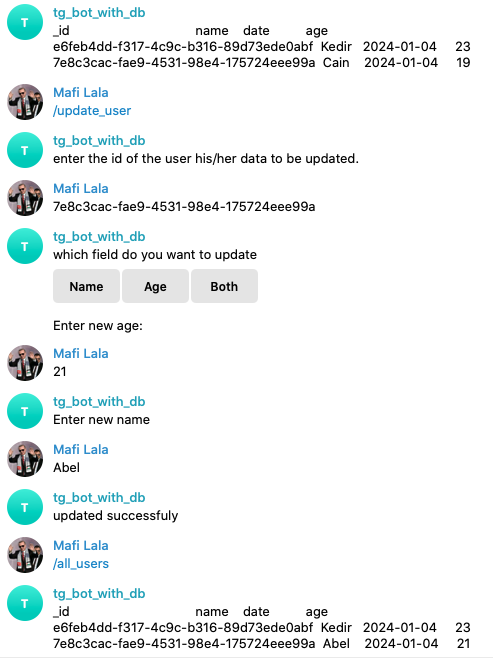 T
tg_bot_with_db
_id name date age
e6feb4dd-f317-4c9c-b316-89d73ede0abf Kedir 2024-01-04 23
7e8c3cac-fae9-4531-98e4-175724eee99a Cain 2024-01-04 19
Mafi Lala
/update_user
T
tg_bot_with_db
enter the id of the user his/her data to be updated.
Mafi Lala
7e8c3cac-fae9-4531-98e4-175724eee99a
T
tg_bot_with_db
which field do you want to update
Name Age Both
Enter new age:
Mafi Lala
21
T
tg_bot_with_db
Enter new name
Mafi Lala
Abel
T
tg_bot_with_db
updated successfuly
Mafi Lala
/all_users
T
tg_bot_with_db
_id name date age
e6feb4dd-f317-4c9c-b316-89d73ede0abf Kedir 2024-01-04 23
7e8c3cac-fae9-4531-98e4-175724eee99a Abel 2024-01-04 21